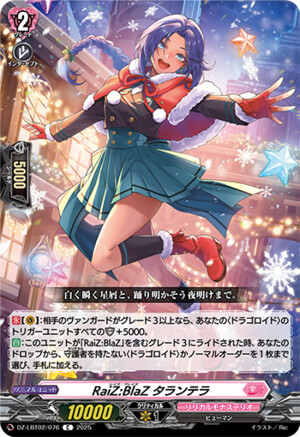 2
グレード
インターセプト
5000
シールド
白く瞬く星屑と、踊り明かそう夜明けまで。
永【R】:相手のヴァンガードがグレード3以上なら、あなたの〈ドラゴロイド〉の
トリガーユニットすべての+5000。
自:このユニットが「RaiZ:BlaZ」を含むグレード3にライドされた時、あなたの
ドロップから、守護者を持たない〈ドラゴロイド〉かノーマルオーダーを1枚まで
選び、手札に加える。
ノーマルユニット
RaiZ:BlaZ タランテラ
パワー 10000
クリティカル 1
リリカルモナステリオ
ヒューマン
DZ-LBT02/076 C 2025
イラスト/Re: